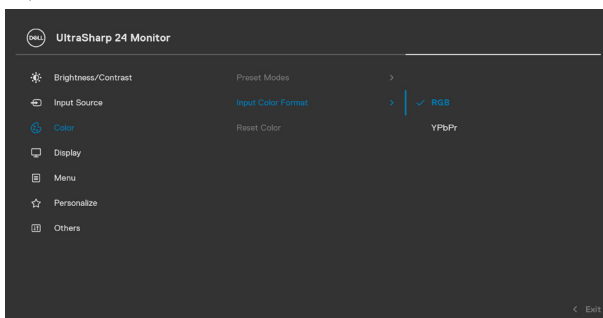 DELL UltraSharp 24 Monitor
Brightness/Contrast Preset Modes >
Input Source Input Color Format > ✓ RGB
Color Reset Color YPbPr
Display
Menu
Personalize
Others
< Exit